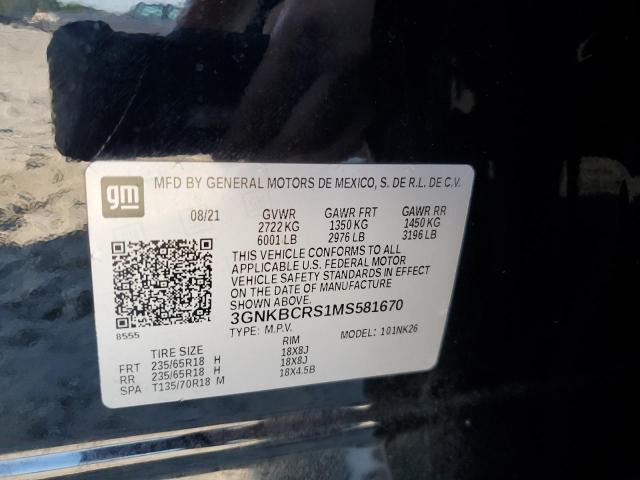 gm MFD BY GENERAL MOTORS DE MEXICO, S. DE R.L. DE C.V.
08/21 GVWR GAWR FRT GAWR RR
2722 KG 1350 KG 1450 KG
6001 LB 2976 LB 3196 LB
THIS VEHICLE CONFORMS TO ALL
APPLICABLE U.S. FEDERAL MOTOR
VEHICLE SAFETY STANDARDS IN EFFECT
ON THE DATE OF MANUFACTURE
SHOWN ABOVE.
3GNKBCRS1MS581670
8555
TYPE: M.P.V. MODEL: 101NK26
TIRE SIZE RIM
FRT 235/65R18 H 18X8J
RR 235/65R18 H 18X8J
SPA T135/70R18 M 18X4.5B